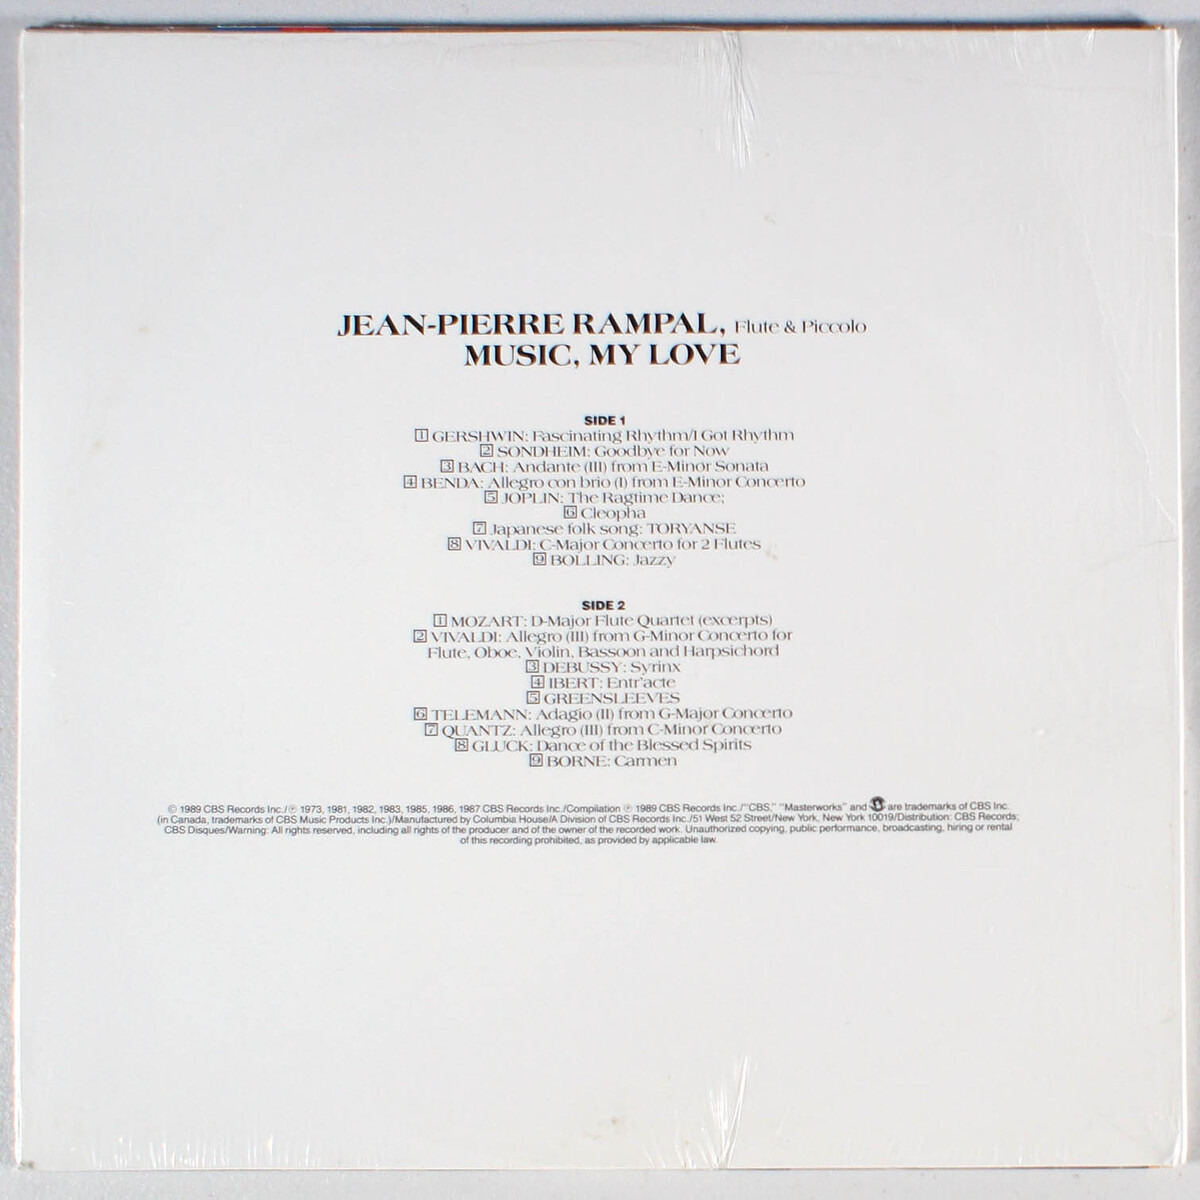 JEAN-PIERRE RAMPAL, Flute & Piccolo
MUSIC, MY LOVE
SIDE 1
1 GERSHWIN: Fascinating Rhythm/I Got Rhythm
2 SONDHEIM: Goodbye for Now
3 BACH: Andante (III) from E-Minor Sonata
4 BENDA: Allegro con brio (I) from E-Minor Concerto
5 JOPLIN: The Ragtime Dance;
6 Cleopha
7 Japanese folk song: TORYANSE
8 VIVALDI: C-Major Concerto for 2 Flutes
9 BOLLING: Jazzy
SIDE 2
1 MOZART: D-Major Flute Quartet (excerpts)
2 VIVALDI: Allegro (III) from G-Minor Concerto for
Flute, Oboe, Violin, Bassoon and Harpsichord
3 DEBUSSY: Syrinx
4 IBERT: Entr'acte
5 GREENSLEEVES
6 TELEMANN: Adagio (II) from G-Major Concerto
7 QUANTZ: Allegro (III) from C-Minor Concerto
8 GLUCK: Dance of the Blessed Spirits
9 BORNE: Carmen
© 1989 CBS Records Inc./℗ 1973, 1981, 1982, 1983, 1985, 1986, 1987 CBS Records Inc./Compilation ℗ 1989 CBS Records Inc./"CBS," "Masterworks" and are trademarks of CBS Inc.
(in Canada, trademarks of CBS Music Products Inc.)/Manufactured by Columbia House/A Division of CBS Records Inc./51 West 52 Street/New York, New York 10019/Distribution: CBS Records;
CBS Disques/Warning: All rights reserved, including all rights of the producer and of the owner of the recorded work. Unauthorized copying, public performance, broadcasting, hiring or rental
of this recording prohibited, as provided by applicable law.